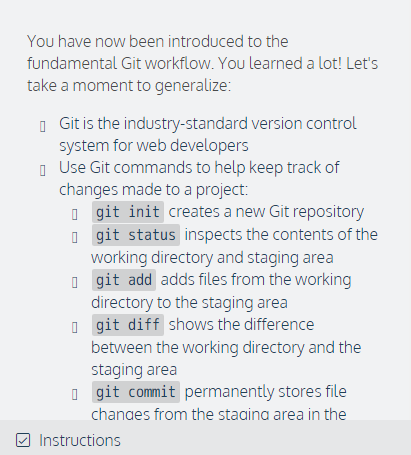 You have now been introduced to the
fundamental Git workflow. You learned a lot! Let's
take a moment to generalize:
Git is the industry-standard version control
system for web developers
Use Git commands to help keep track of
changes made to a project:
git init creates a new Git repository
git status inspects the contents of the
working directory and staging area
git add adds files from the working
directory to the staging area
git diff shows the difference
between the working directory and the
staging area
git commit permanently stores file
changes from the staging area in the
Instructions